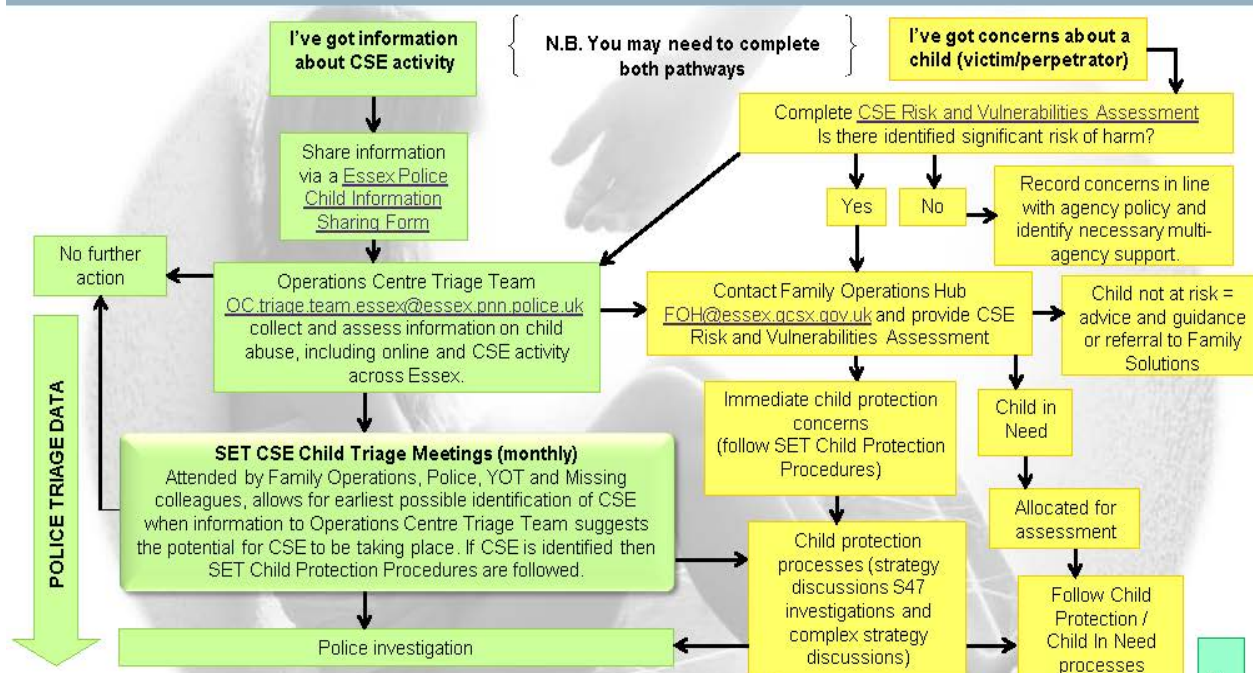 I've got information
about CSE activity
N.B. You may need to complete
both pathways
I've got concerns about a
child (victim/perpetrator)
Complete CSE Risk and Vulnerabilities Assessment
Is there identified significant risk of harm?
Share information
via a Essex Police
Child Information
Sharing Form
Yes
No
Record concerns in line
with agency policy and
identify necessary multi-
agency support.
No further
action
Operations Centre Triage Team
OC.triage.team.essex@essex.pnn.police.uk
collect and assess information on child
abuse, including online and CSE activity
across Essex.
Contact Family Operations Hub
FOH@essex.gcsx.gov.uk and provide CSE
Risk and Vulnerabilities Assessment
Child not at risk =
advice and guidance
or referral to Family
Solutions
POLICE TRIAGE DATA
Immediate child protection
concerns
(follow SET Child Protection
Procedures)
Child in
Need
SET CSE Child Triage Meetings (monthly)
Attended by Family Operations, Police, YOT and Missing
colleagues, allows for earliest possible identification of CSE
when information to Operations Centre Triage Team suggests
the potential for CSE to be taking place. If CSE is identified then
SET Child Protection Procedures are followed.
Allocated for
assessment
Child protection
processes (strategy
discussions S47
investigations and
complex strategy
discussions)
Follow Child
Protection /
Child In Need
processes
Police investigation